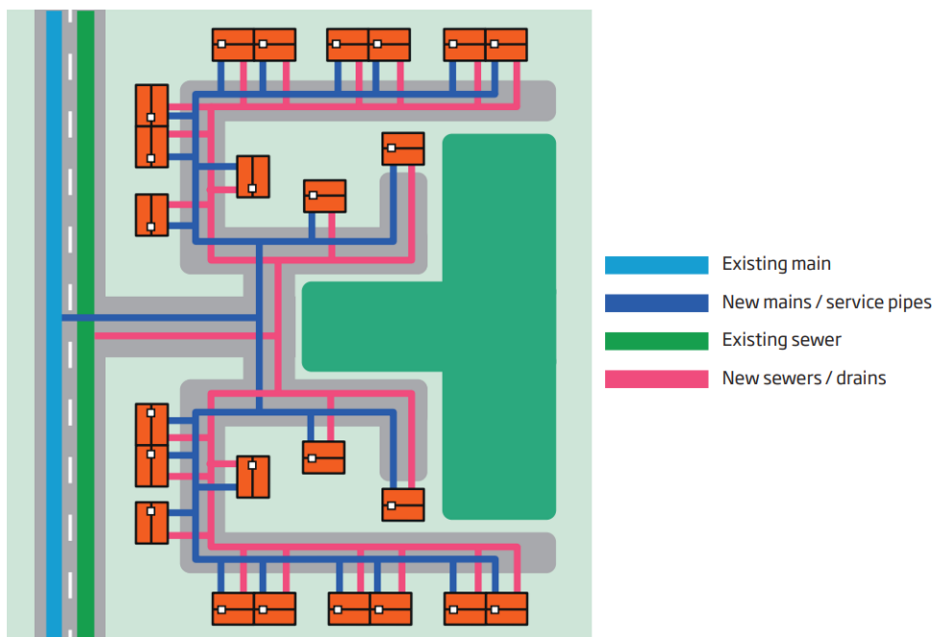 Existing main
New mains / service pipes
Existing sewer
New sewers / drains